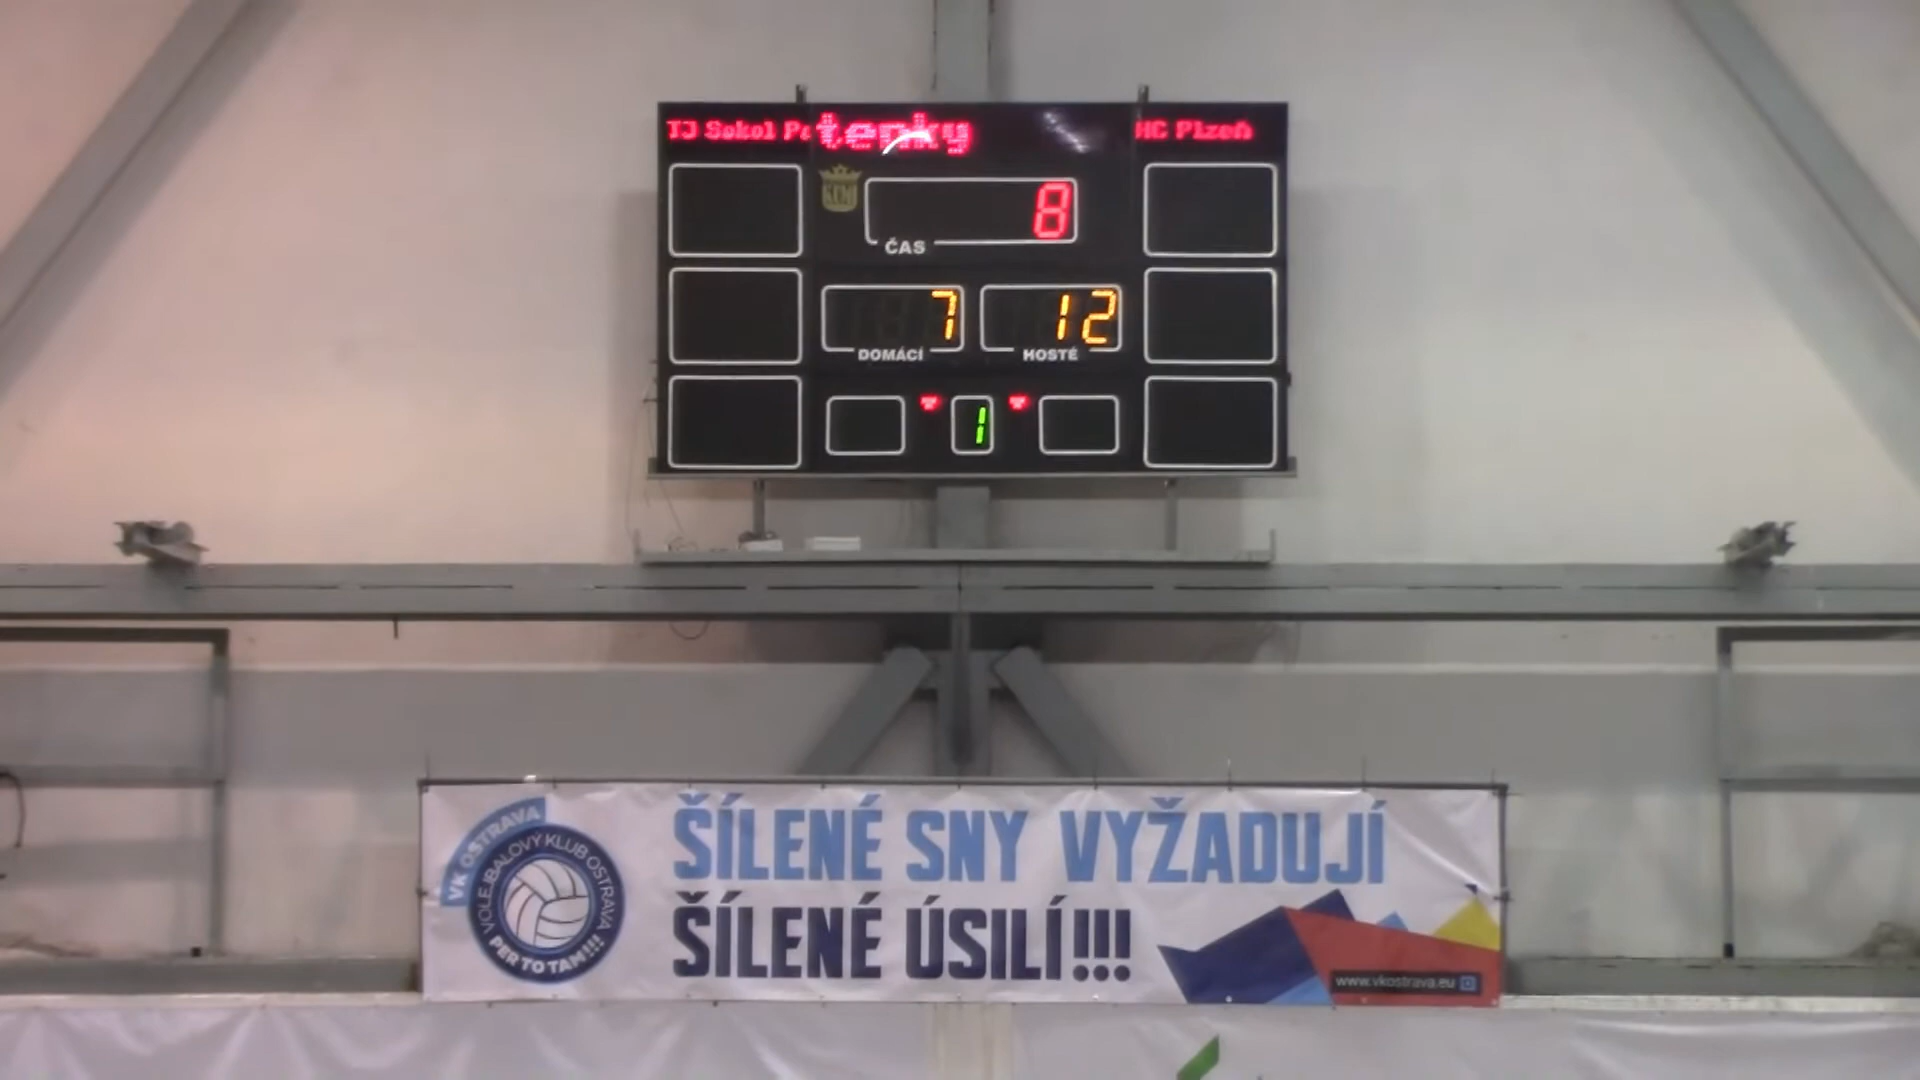 TJ Sokol Po
tenky
HC Plzeň
8
ČAS
7
12
DOMÁCÍ
HOSTÉ
1
VK OSTRAVA
VOLEJBALOVÝ KLUB OSTRAVA
PER TO TAM!!!
ŠÍLENÉ SNY VYŽADUJÍ
ŠÍLENÉ ÚSILÍ!!!
www.vkostrava.eu